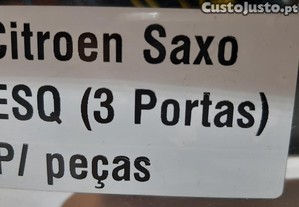 CustoJusto.pt
Citroen Saxo
ESQ (3 Portas)
P/ peças